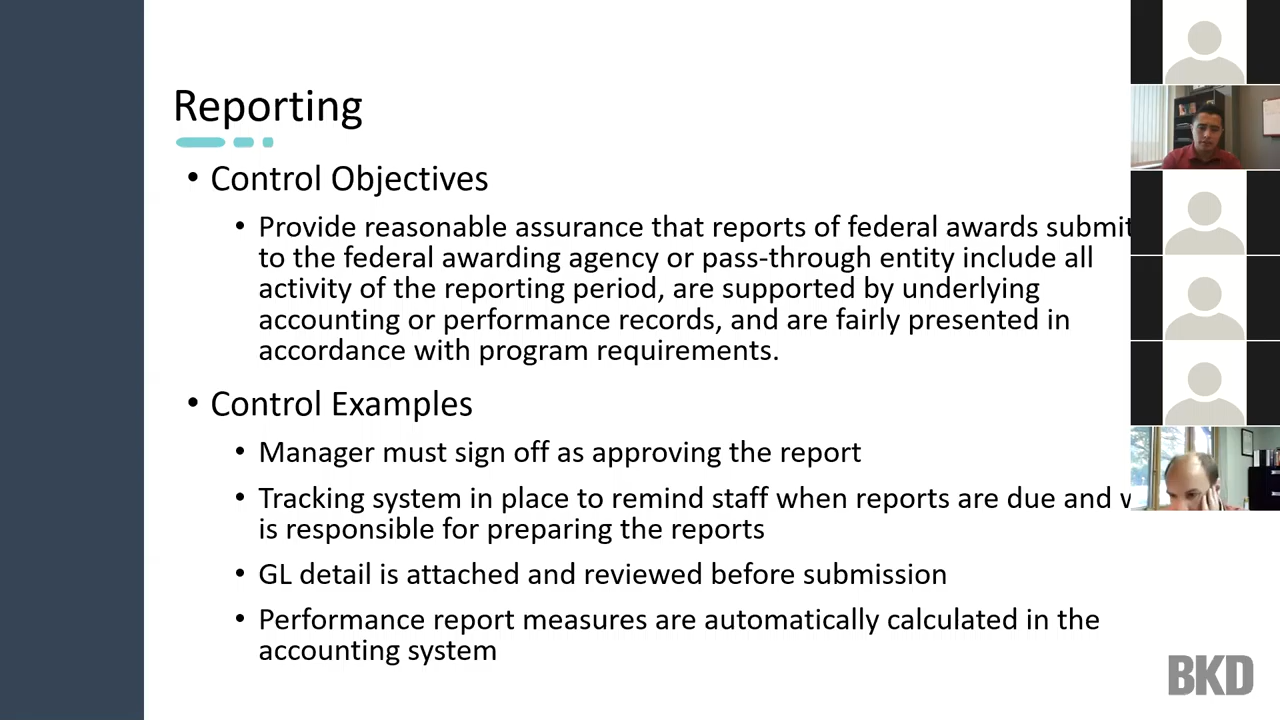 Reporting
• Control Objectives
• Provide reasonable assurance that reports of federal awards submit
to the federal awarding agency or pass-through entity include all
activity of the reporting period, are supported by underlying
accounting or performance records, and are fairly presented in
accordance with program requirements.
• Control Examples
• Manager must sign off as approving the report
• Tracking system in place to remind staff when reports are due and
is responsible for preparing the reports
• GL detail is attached and reviewed before submission
• Performance report measures are automatically calculated in the
accounting system
BKD